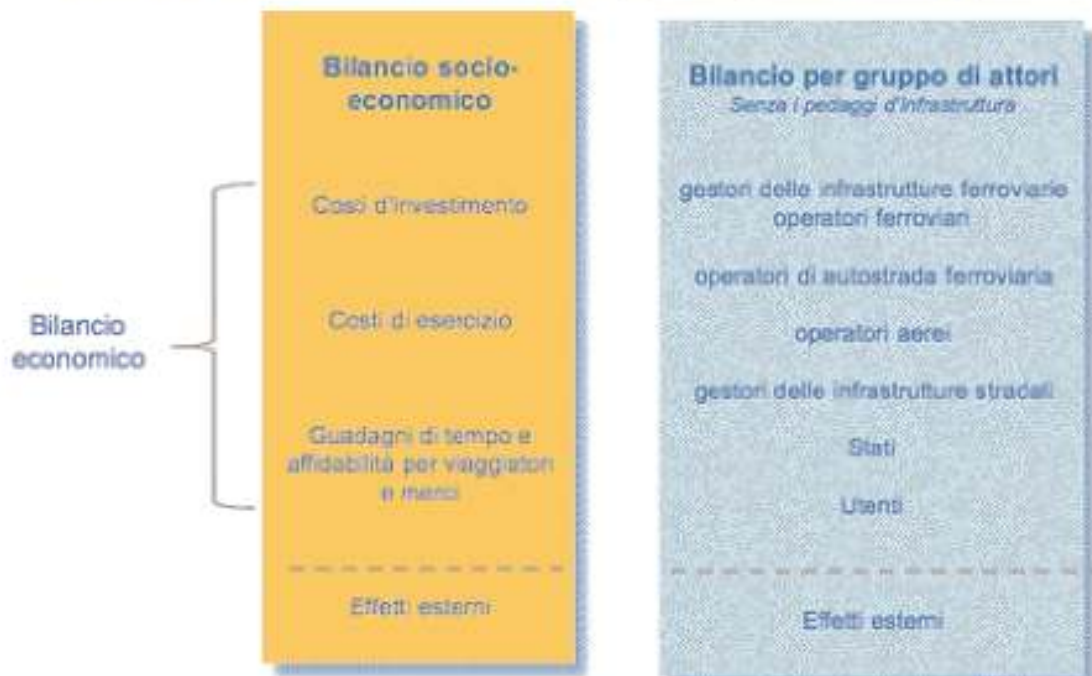 Bilancio socio-
economico
Costi d'investimento
Costi di esercizio
Guadagni di tempo e
affidabilità per viaggiatori
e merci
Effetti esterni
Bilancio
economico
Bilancio per gruppo di attori
Senza i pedaggi d'infrastruttura
gestori delle infrastrutture ferroviarie
operatori ferroviari
operatori di autostrada ferroviaria
operatori aerei
gestori delle infrastrutture stradali
Stati
Utenti
Effetti esterni